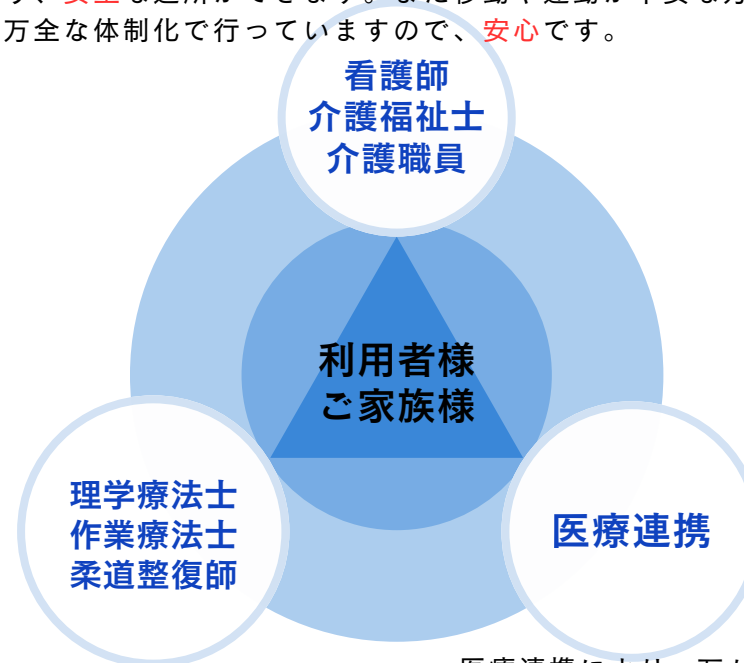 万全な体制化で行っていますので、安心です。
看護師
介護福祉士
介護職員
利用者様
ご家族様
理学療法士
作業療法士
柔道整復師
医療連携